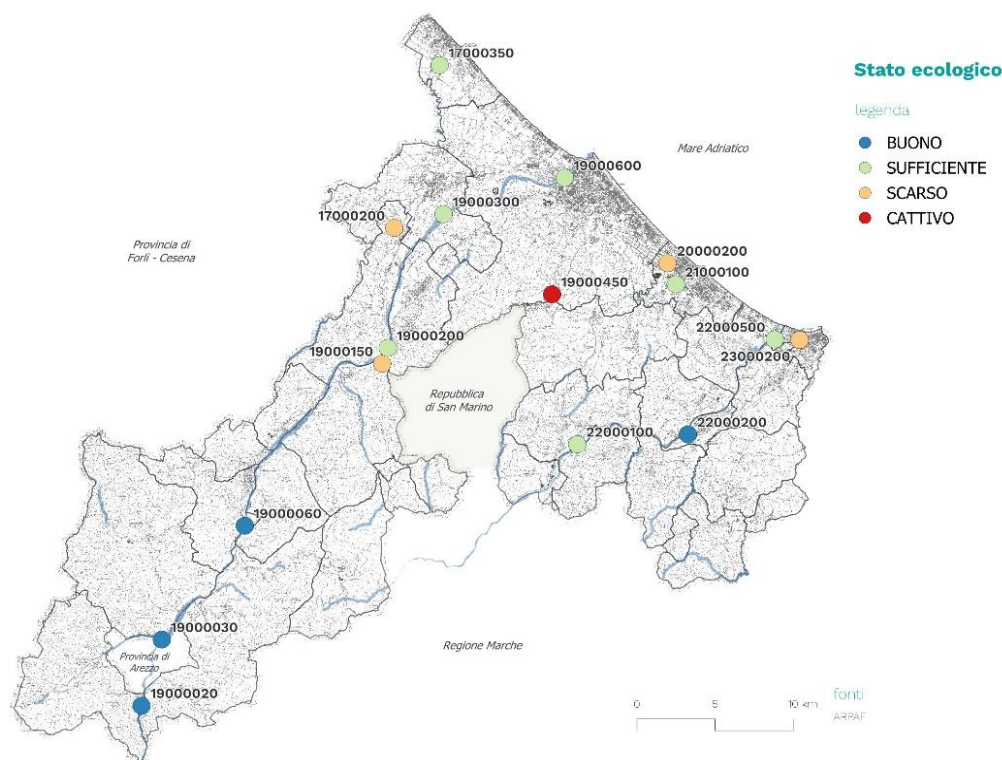 Stato ecologico
legenda
BUONO
SUFFICIENTE
SCARSO
CATTIVO
17000350
Mare Adriatico
19000600
19000300
17000200
Provincia di
Forlì - Cesena
20000200
21000100
19000450
19000200
19000150
22000500
23000200
Repubblica
di San Marino
22000200
22000100
19000060
19000030
Provincia di
Arezzo
Regione Marche
19000020
0 5 10 km
fonti
ARPAE